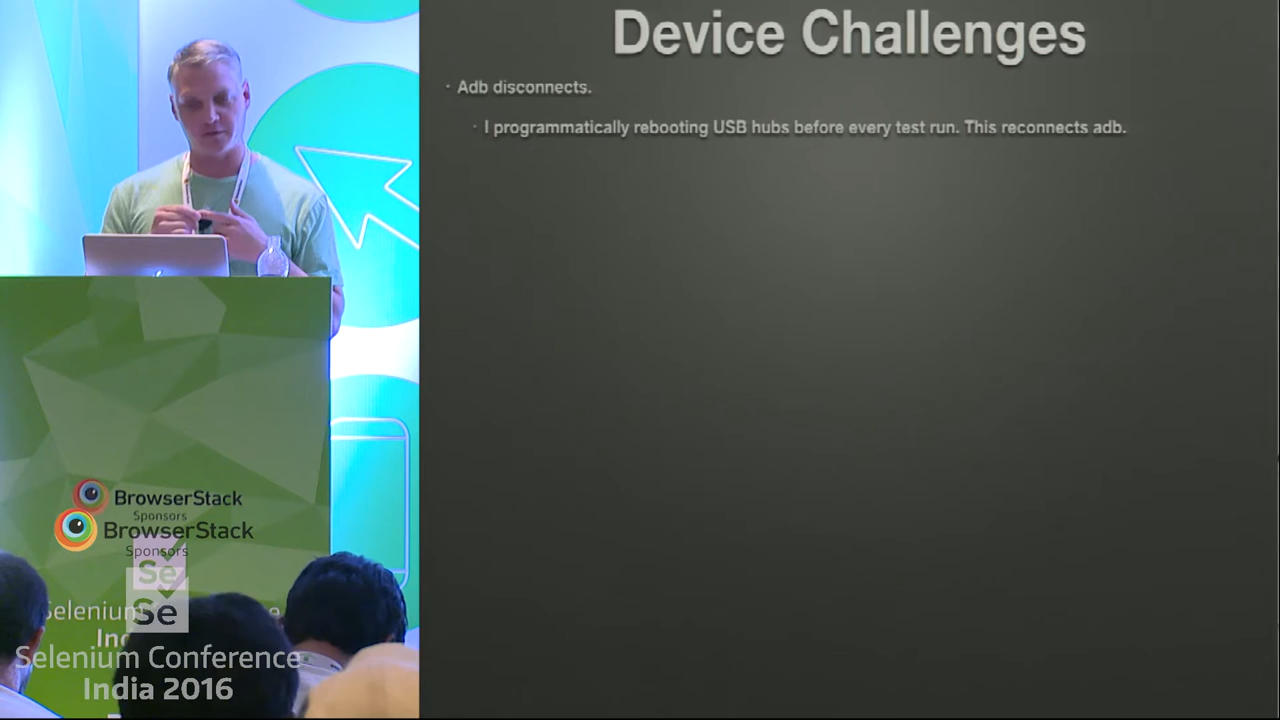 Device Challenges
· Adb disconnects.
· I programmatically rebooting USB hubs before every test run. This reconnects adb.
BrowserStack
Sponsors
BrowserStack
Sponsors
Se
Se
Selenium
Selenium Conference
India 2016